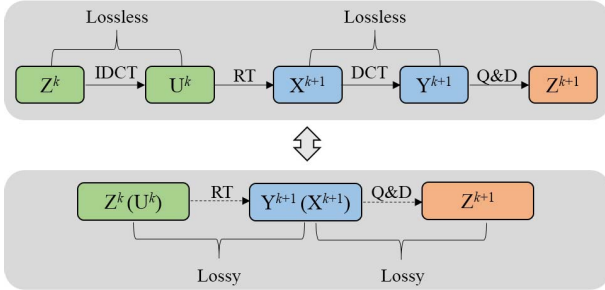 Lossless Lossless
Z^k IDCT U^k RT X^{k+1} DCT Y^{k+1} Q&D Z^{k+1}
Z^k(U^k) RT Y^{k+1}(X^{k+1}) Q&D Z^{k+1}
Lossy Lossy